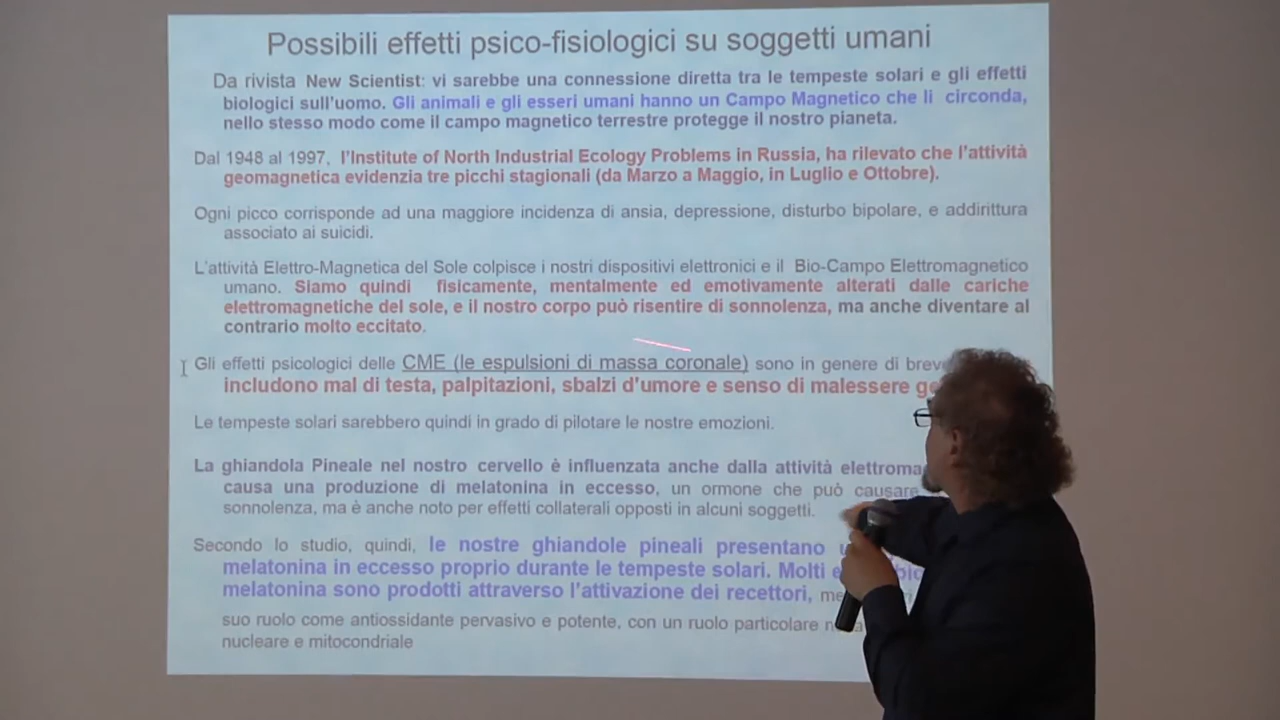 Possibili effetti psico-fisiologici su soggetti umani
Da rivista New Scientist: vi sarebbe una connessione diretta tra le tempeste solari e gli effetti
biologici sull'uomo. Gli animali e gli esseri umani hanno un Campo Magnetico che li circonda,
nello stesso modo come il campo magnetico terrestre protegge il nostro pianeta.
Dal 1948 al 1997, l'Institute of North Industrial Ecology Problems in Russia, ha rilevato che l'attività
geomagnetica evidenzia tre picchi stagionali (da Marzo a Maggio, in Luglio e Ottobre).
Ogni picco corrisponde ad una maggiore incidenza di ansia, depressione, disturbo bipolare, e addirittura
associato ai suicidi.
L'attività Elettro-Magnetica del Sole colpisce i nostri dispositivi elettronici e il Bio-Campo Elettromagnetico
umano. Siamo quindi fisicamente, mentalmente ed emotivamente alterati dalle cariche
elettromagnetiche del sole, e il nostro corpo può risentire di sonnolenza, ma anche diventare al
contrario molto eccitato.
Gli effetti psicologici delle CME (le espulsioni di massa coronale) sono in genere di
includono mal di testa, palpitazioni, sbalzi d'umore e senso di malessere
Le tempeste solari sarebbero quindi in grado di pilotare le nostre emozioni.
La ghiandola Pineale nel nostro cervello è influenzata anche dalla attività
causa una produzione di melatonina in eccesso, un ormone che può causare
sonnolenza, ma è anche noto per effetti collaterali opposti in alcuni soggetti.
Secondo lo studio, quindi, le nostre ghiandole pineali presentano
melatonina in eccesso proprio durante le tempeste solari. Molti
melatonina sono prodotti attraverso l'attivazione dei recettori,
suo ruolo come antiossidante pervasivo e potente, con un ruolo particolare
nucleare e mitocondriale